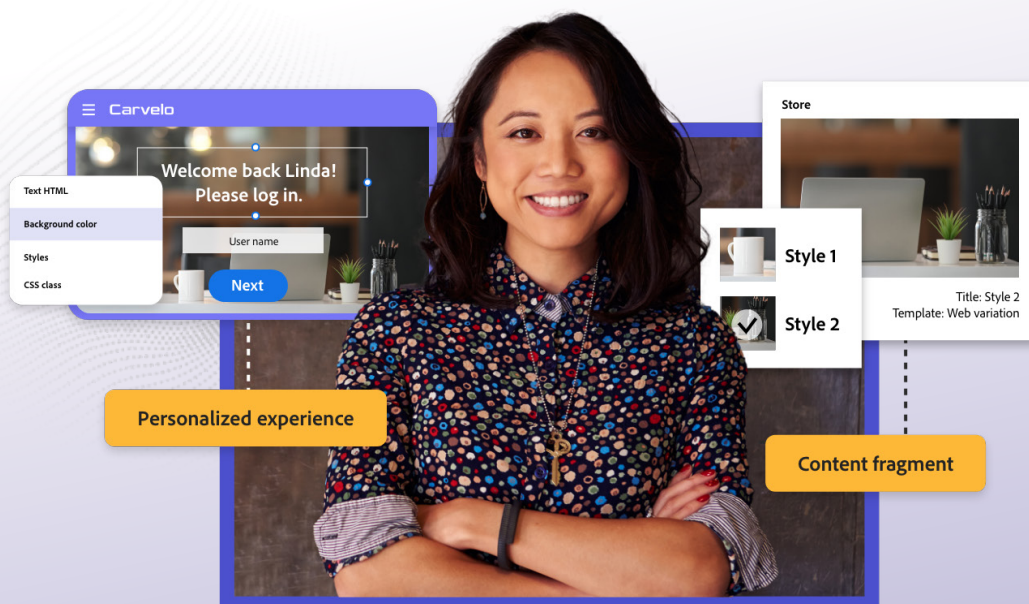 Carvelo
Welcome back Linda!
Please log in.
User name
Next
Text HTML
Background color
Styles
CSS class
Personalized experience
Store
Style 1
Style 2
Title: Style 2
Template: Web variation
Content fragment